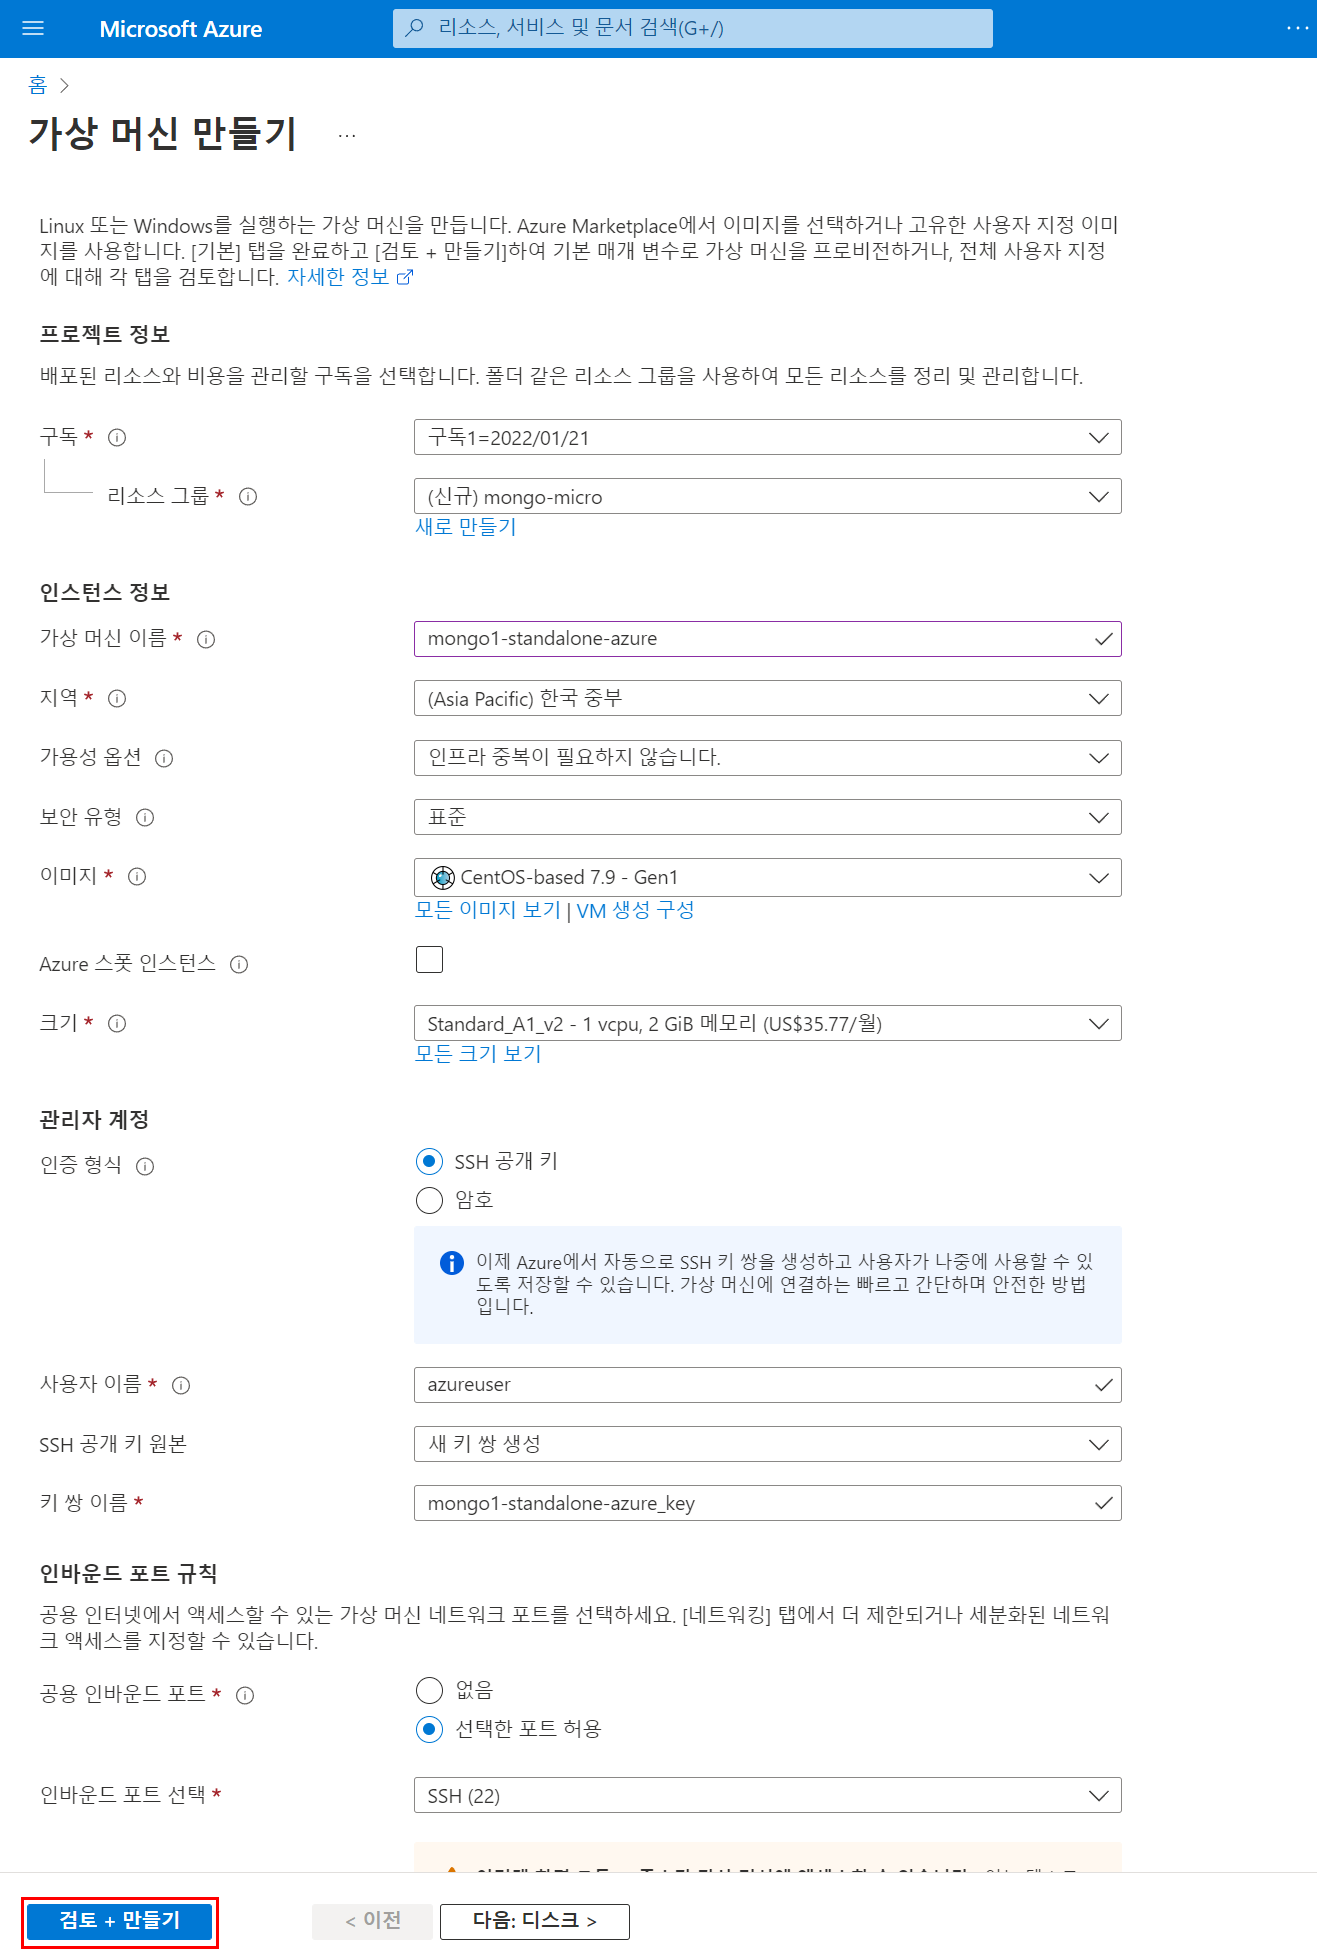 Microsoft Azure
리소스, 서비스 및 문서 검색(G+/)
...
홈 >
가상 머신 만들기 ...
Linux 또는 Windows를 실행하는 가상 머신을 만듭니다. Azure Marketplace에서 이미지를 선택하거나 고유한 사용자 지정 이미
지를 사용합니다. [기본] 탭을 완료하고 [검토 + 만들기]하여 기본 매개 변수로 가상 머신을 프로비전하거나, 전체 사용자 지정
에 대해 각 탭을 검토합니다. 자세한 정보
프로젝트 정보
배포된 리소스와 비용을 관리할 구독을 선택합니다. 폴더 같은 리소스 그룹을 사용하여 모든 리소스를 정리 및 관리합니다.
구독 *
구독1=2022/01/21
리소스 그룹 *
(신규) mongo-micro
새로 만들기
인스턴스 정보
가상 머신 이름 *
mongo1-standalone-azure
지역 *
(Asia Pacific) 한국 중부
가용성 옵션
인프라 중복이 필요하지 않습니다.
보안 유형
표준
이미지 *
CentOS-based 7.9 - Gen1
모든 이미지 보기 | VM 생성 구성
Azure 스폿 인스턴스
크기 *
Standard_A1_v2 - 1 vcpu, 2 GiB 메모리 (US$35.77/월)
모든 크기 보기
관리자 계정
인증 형식
SSH 공개 키
암호
이제 Azure에서 자동으로 SSH 키 쌍을 생성하고 사용자가 나중에 사용할 수 있
도록 저장할 수 있습니다. 가상 머신에 연결하는 빠르고 간단하며 안전한 방법
입니다.
사용자 이름 *
azureuser
SSH 공개 키 원본
새 키 쌍 생성
키 쌍 이름 *
mongo1-standalone-azure_key
인바운드 포트 규칙
공용 인터넷에서 액세스할 수 있는 가상 머신 네트워크 포트를 선택하세요. [네트워킹] 탭에서 더 제한되거나 세분화된 네트워
크 액세스를 지정할 수 있습니다.
공용 인바운드 포트 *
없음
선택한 포트 허용
인바운드 포트 선택 *
SSH (22)
검토 + 만들기
< 이전
다음: 디스크 >